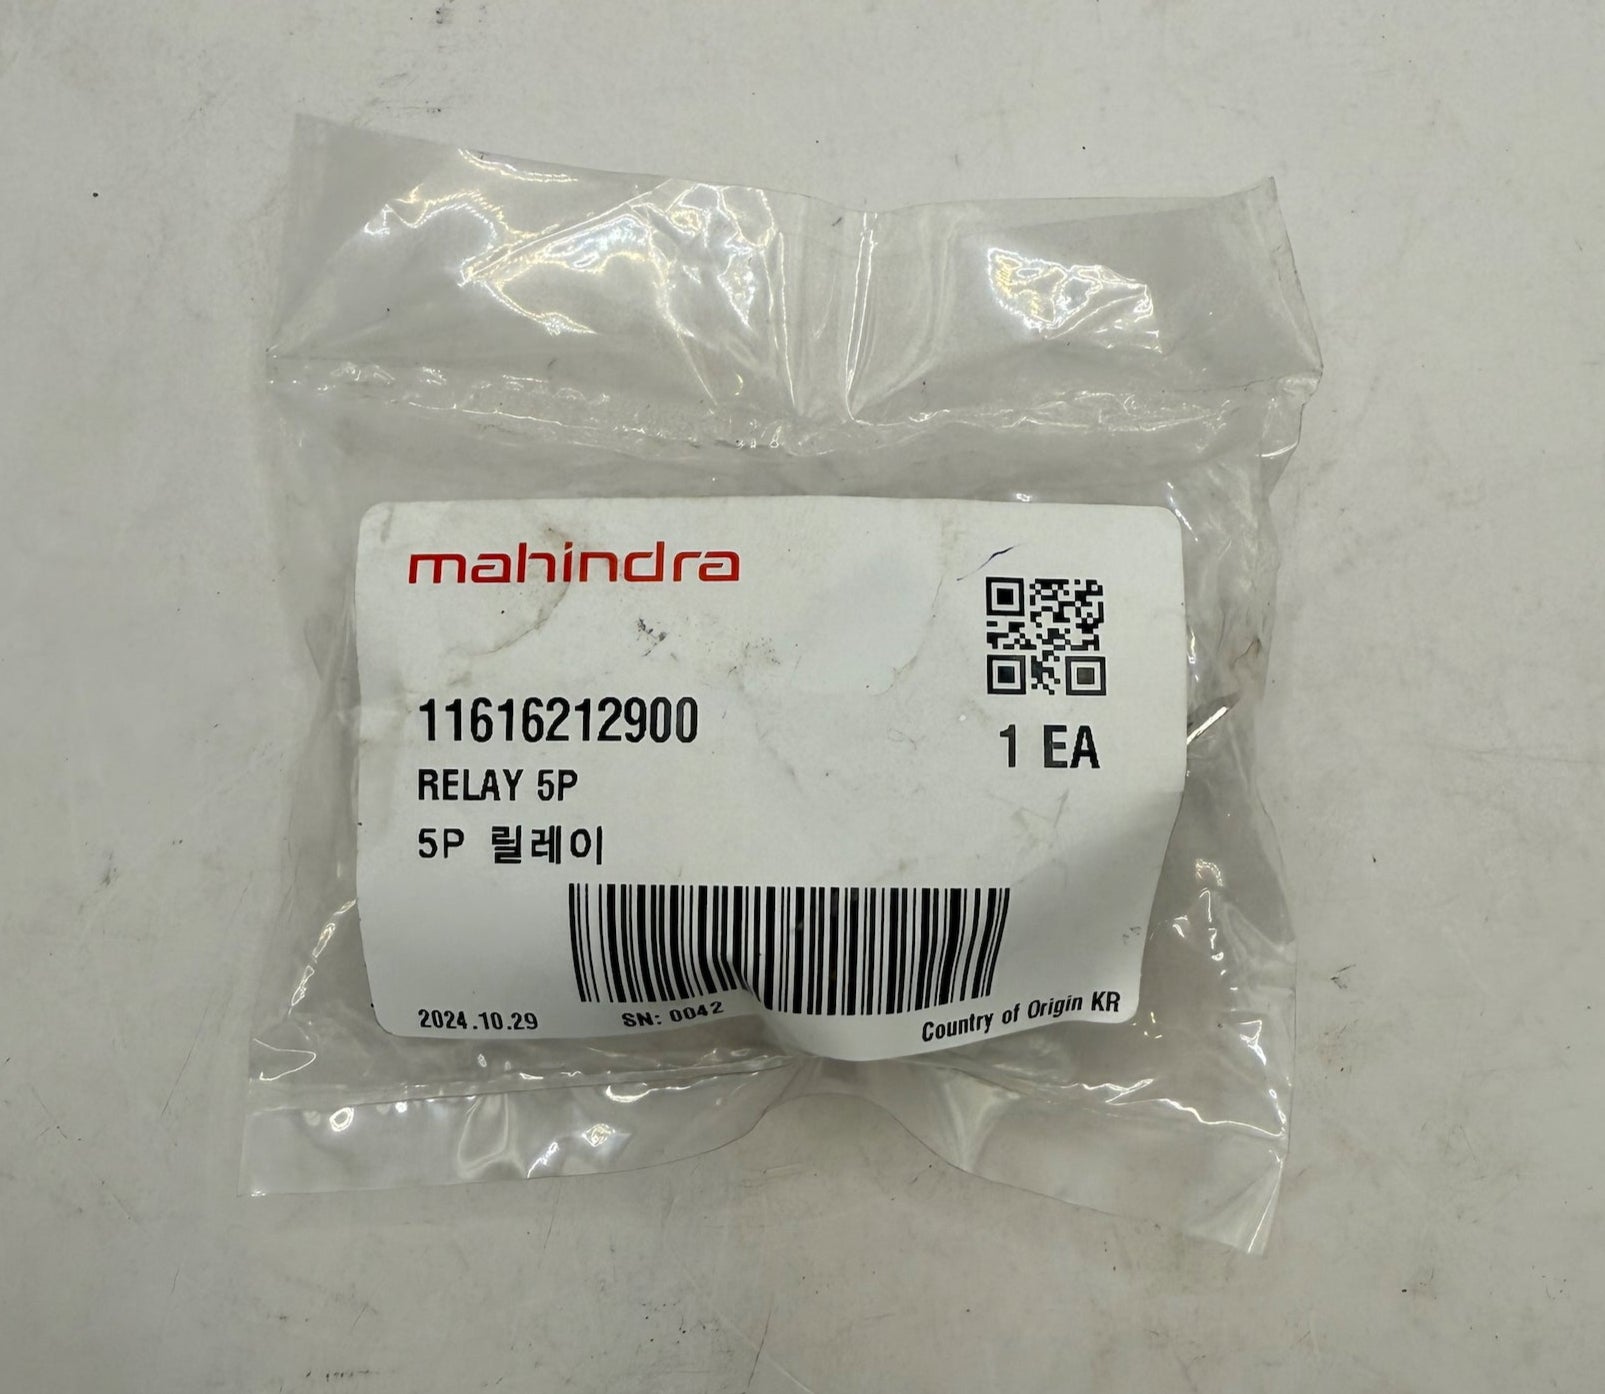 mahindra
11616212900
1 EA
RELAY 5P
5P 릴레이
2024.10.29
SN: 0042
Country of Origin KR